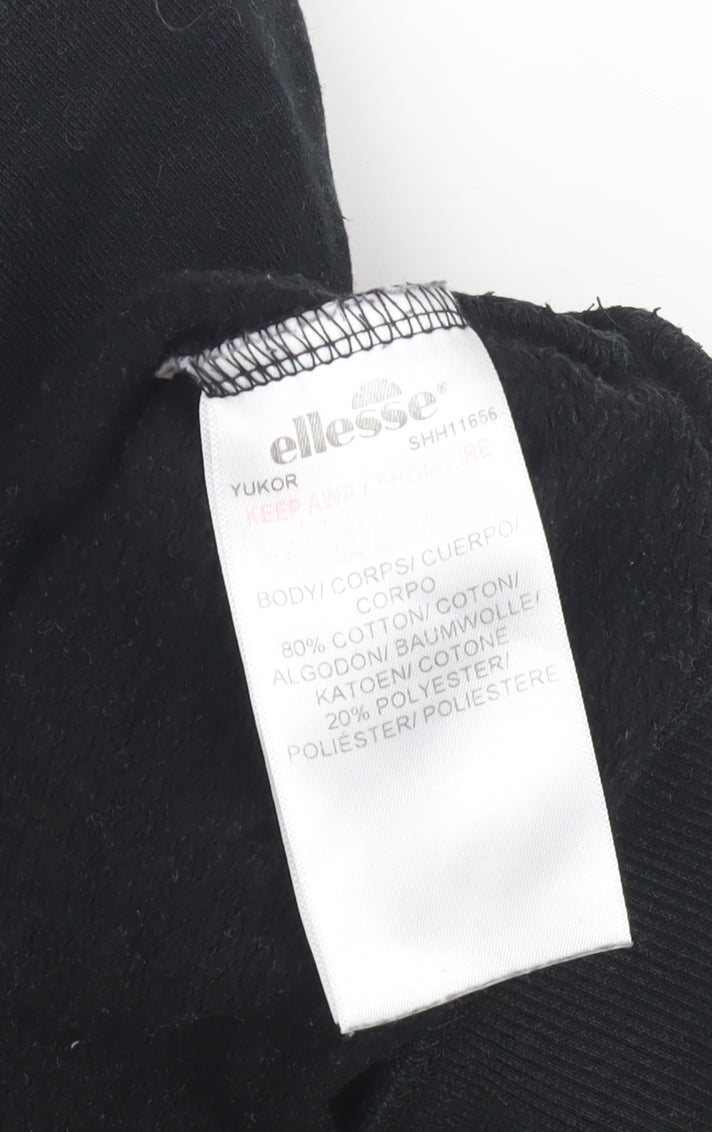 ellesse®
SHH11656
YUKOR
KEEP AWAY FROM FIRE
BODY/ CORPS/ CUERPO/
CORPO
80% COTTON/ COTON/
ALGODON/ BAUMWOLLE/
KATOEN/ COTONE
20% POLYESTER/
POLIÉSTER/ POLIESTERE